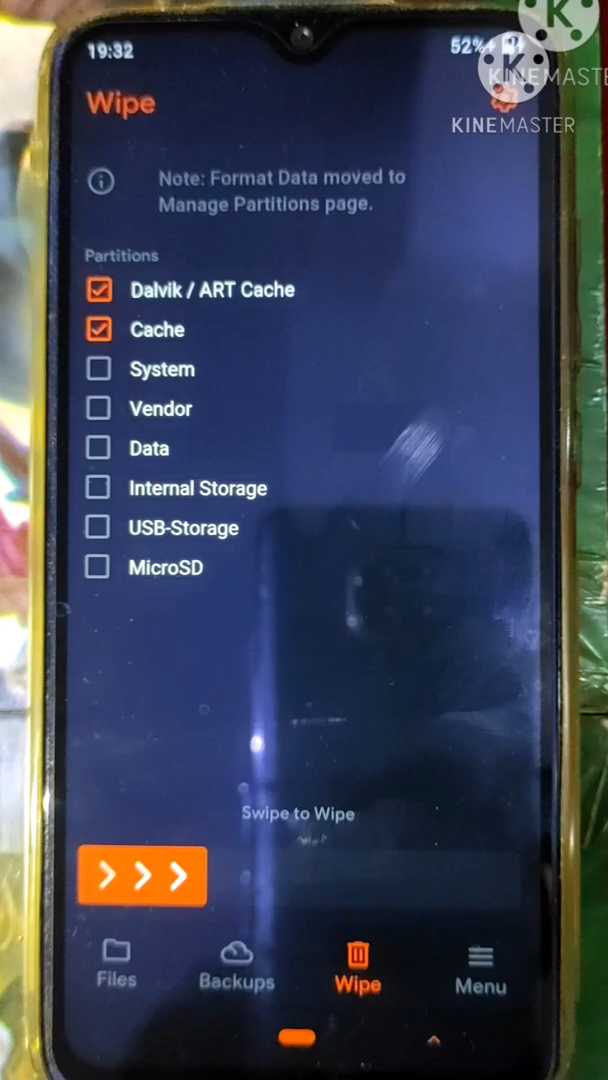 19:32
52%
KINEMASTER
KINEMASTER
Wipe
Note: Format Data moved to
Manage Partitions page.
Partitions
Dalvik / ART Cache
Cache
System
Vendor
Data
Internal Storage
USB-Storage
MicroSD
Swipe to Wipe
Files
Backups
Wipe
Menu